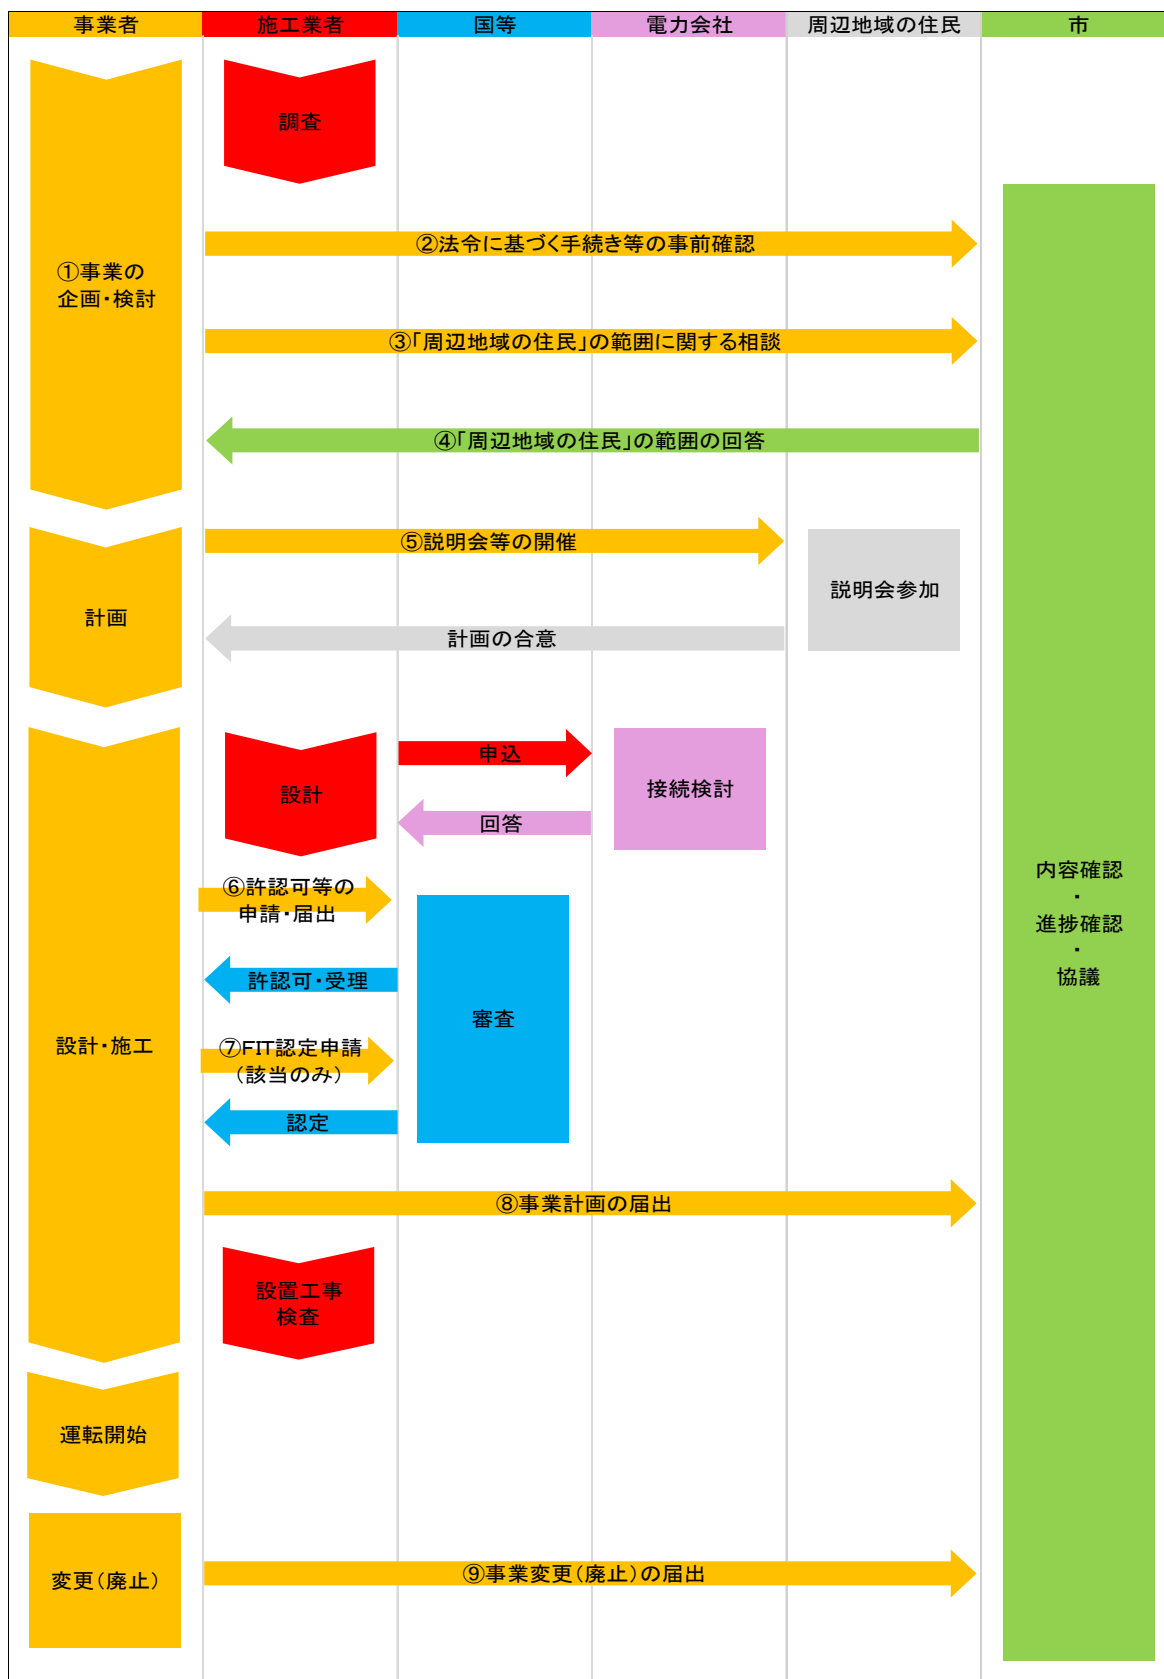 事業者
施工業者
国等
電力会社
周辺地域の住民
市
調査
②法令に基づく手続き等の事前確認
①事業の
企画・検討
③「周辺地域の住民」の範囲に関する相談
④「周辺地域の住民」の範囲の回答
⑤説明会等の開催
説明会参加
計画
計画の合意
申込
設計
接続検討
回答
⑥許認可等の
申請・届出
内容確認
・
進捗確認
・
協議
許認可・受理
審査
設計・施工
⑦FIT認定申請
（該当のみ）
認定
⑧事業計画の届出
設置工事
検査
運転開始
変更（廃止）
⑨事業変更（廃止）の届出